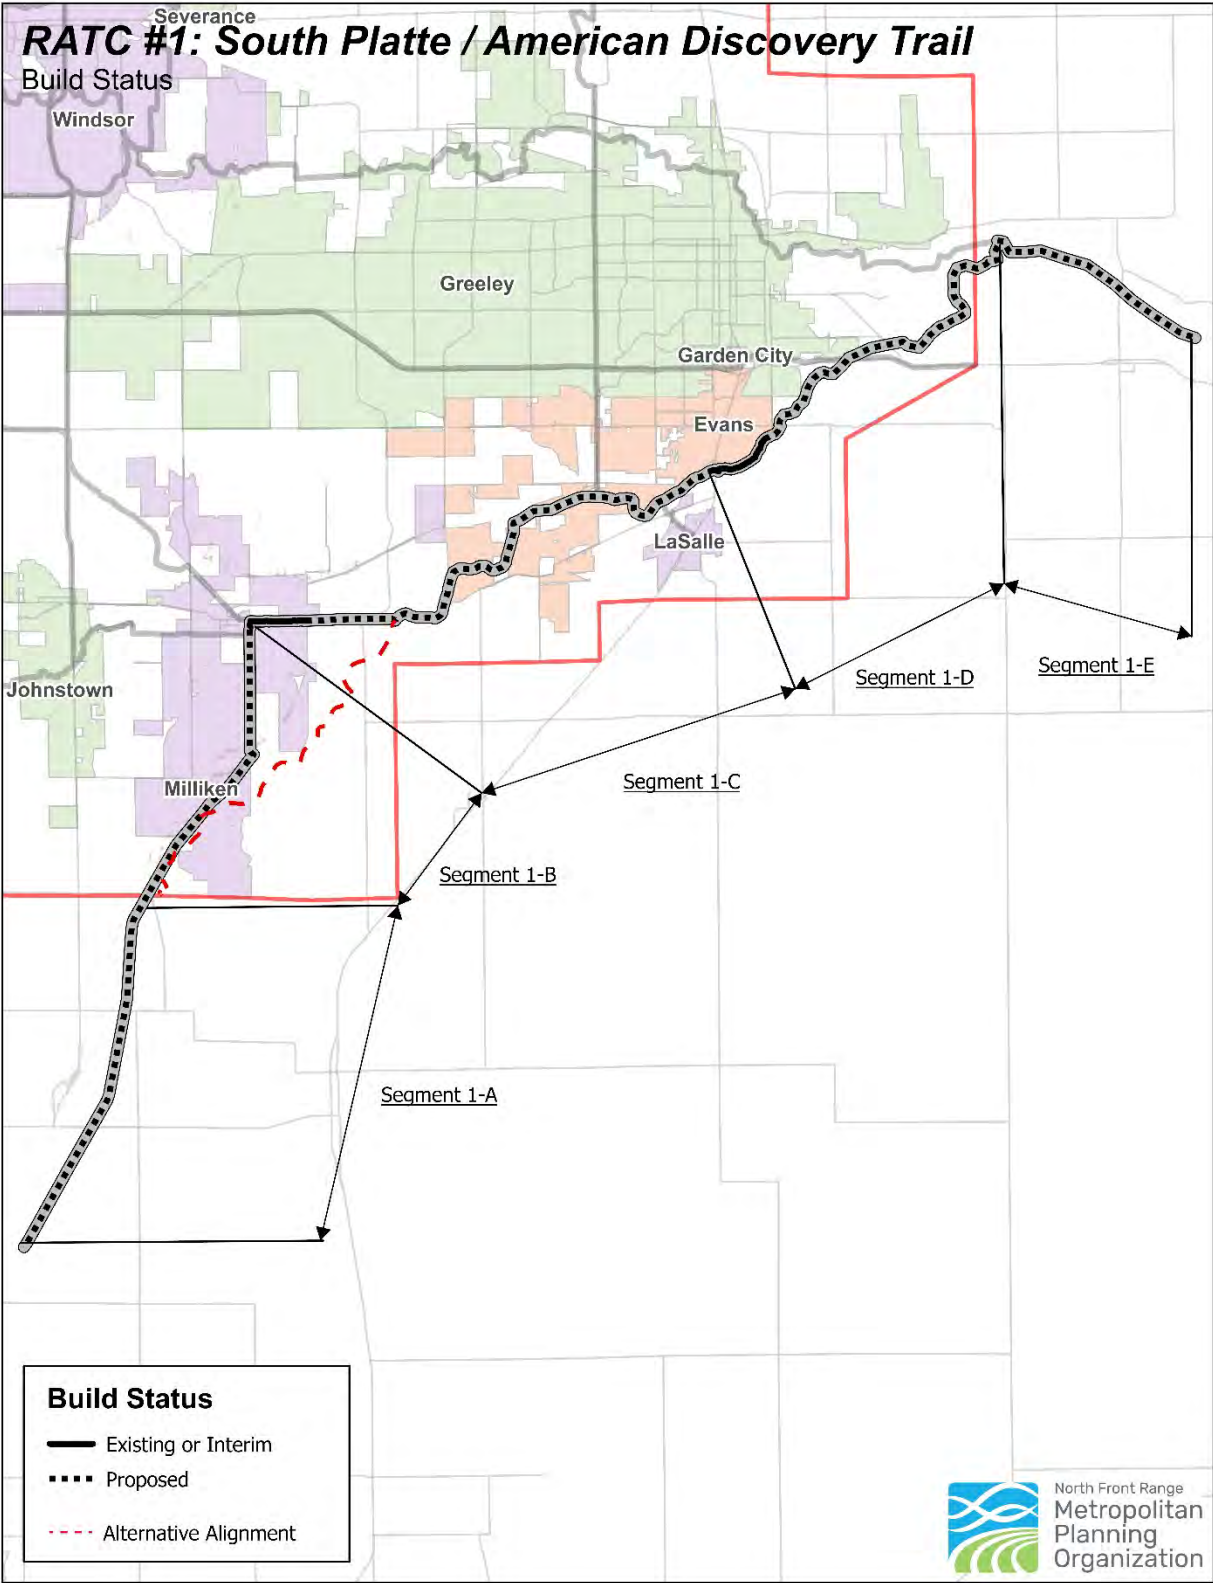 Severance
RATC #1: South Platte / American Discovery Trail
Build Status
Windsor
Greeley
Garden City
Evans
LaSalle
Johnstown
Milliken
Segment 1-E
Segment 1-D
Segment 1-C
Segment 1-B
Segment 1-A
Build Status
Existing or Interim
Proposed
Alternative Alignment
North Front Range
Metropolitan
Planning
Organization